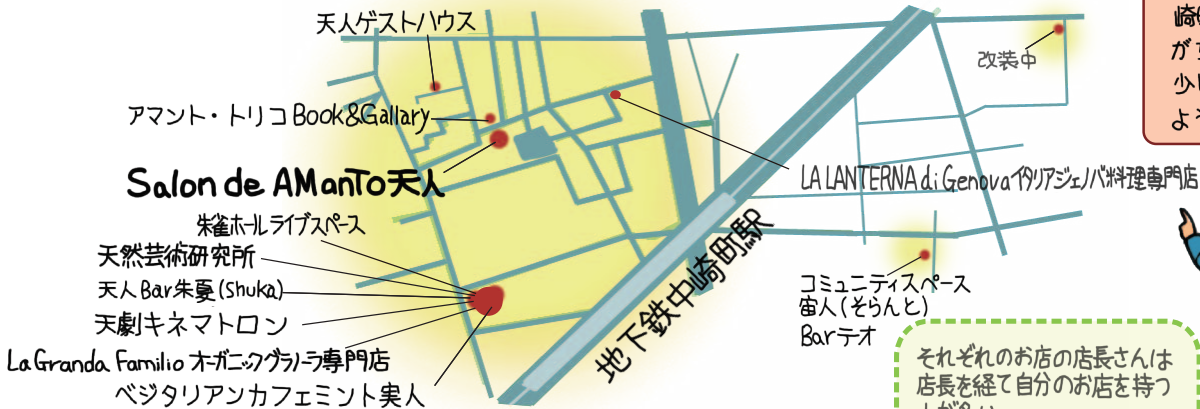 天人ゲストハウス
アマント・トリコ Book&Gallary
Salon de AManTO天人
朱雀ホールライブスペース
天然芸術研究所
天人Bar朱夏(shuka)
天劇キネマトロン
La Granda Familio オーガニックグラノーラ専門店
ベジタリアンカフェミント実人
地下鉄中崎町駅
改装中
LA LANTERNA di Genovaイタリアジェノバ料理専門店
コミュニティスペース
宙人(そらんと)
Barテオ
それぞれのお店の店長さんは
店長を経て自分のお店を持つ